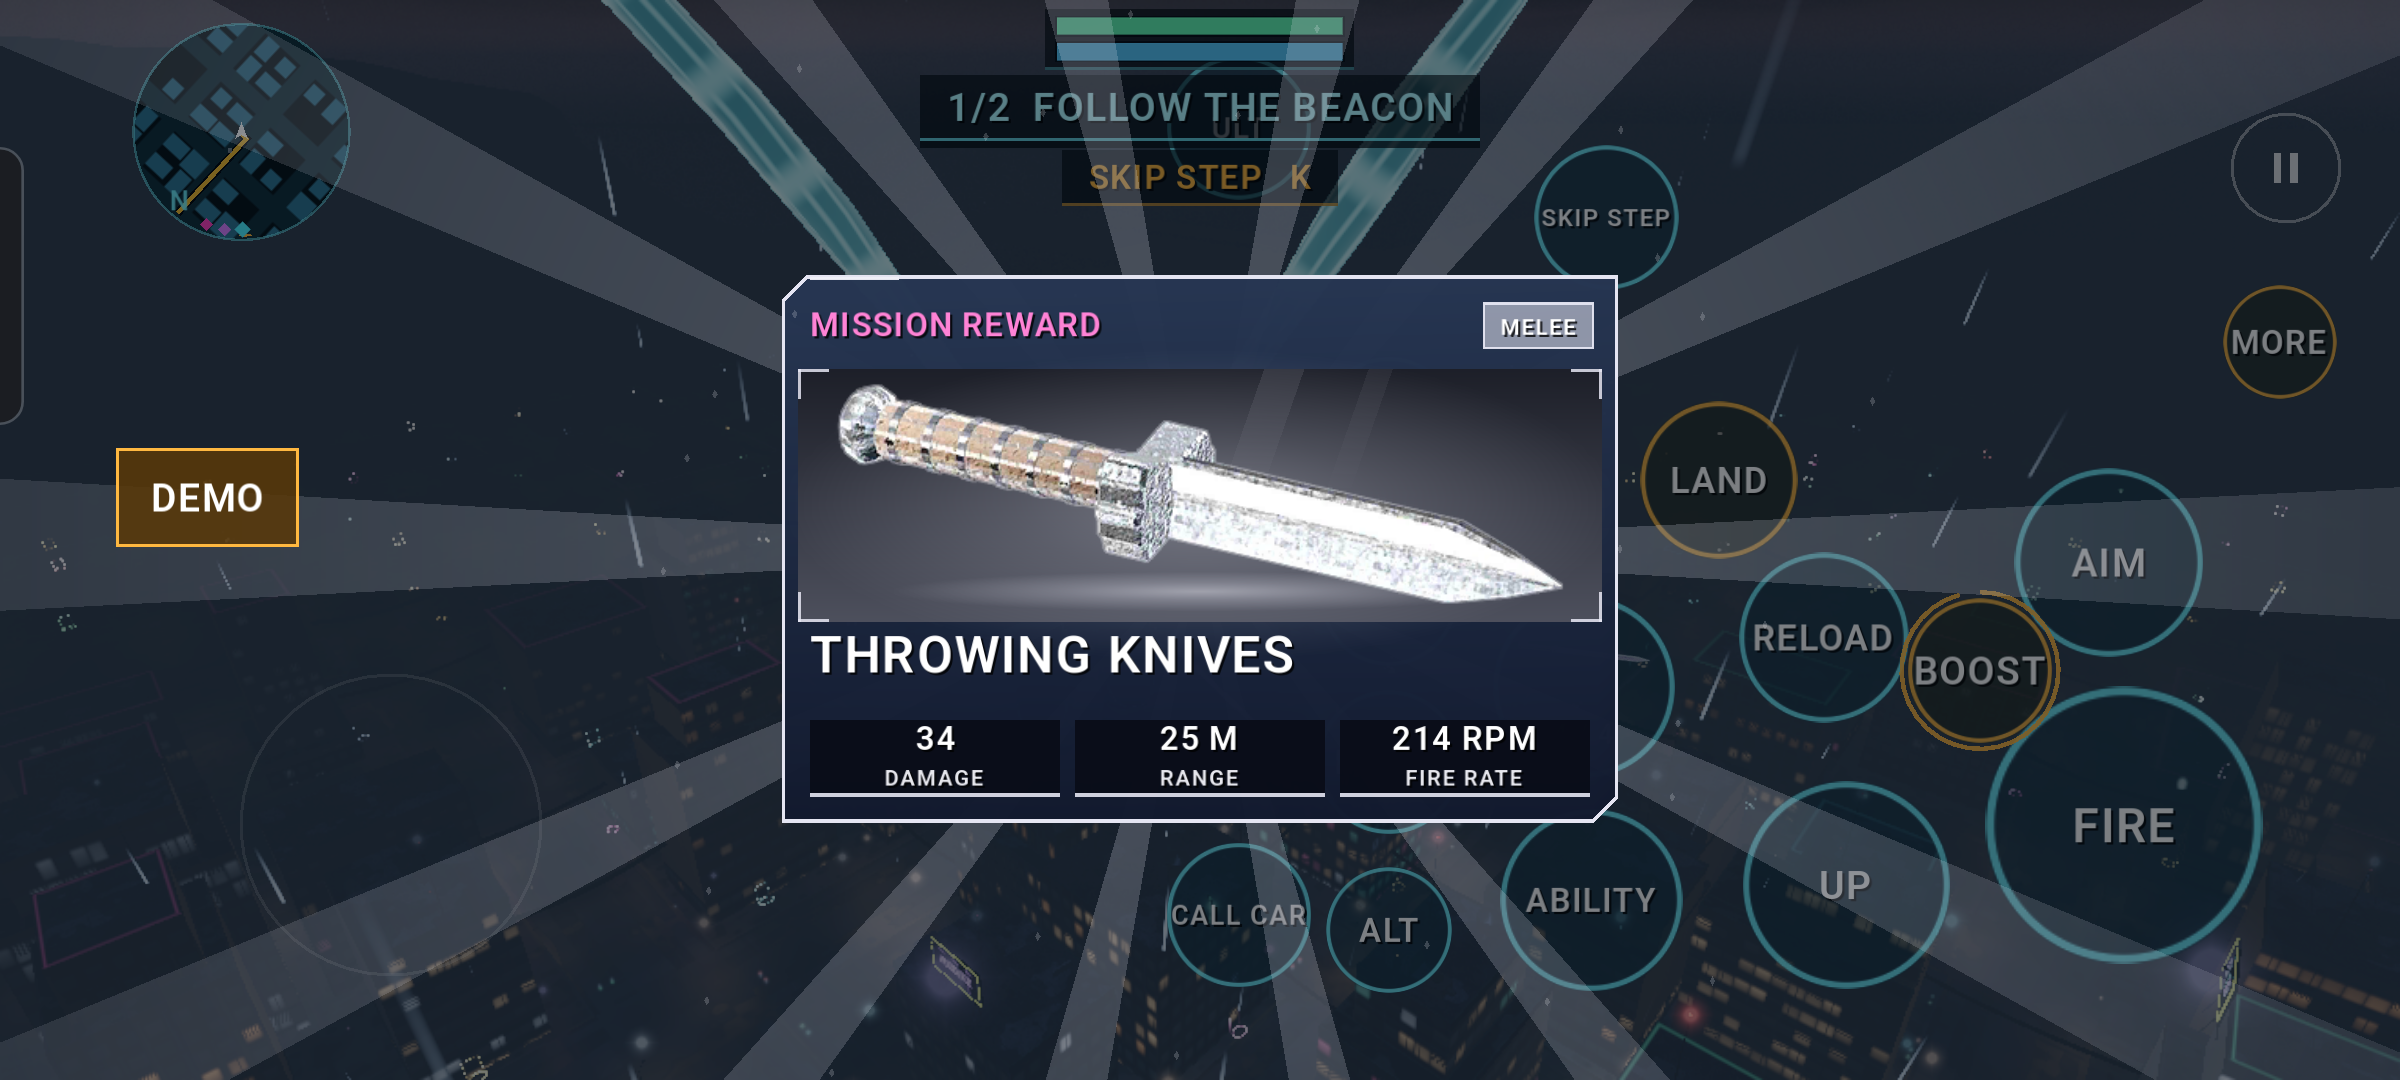 1/2 FOLLOW THE BEACON
ULT
SKIP STEP K
SKIP STEP
N
MORE
MISSION REWARD
MELEE
DEMO
LAND
AIM
RELOAD
BOOST
THROWING KNIVES
34
DAMAGE
25 M
RANGE
214 RPM
FIRE RATE
FIRE
UP
ABILITY
CALL CAR
ALT